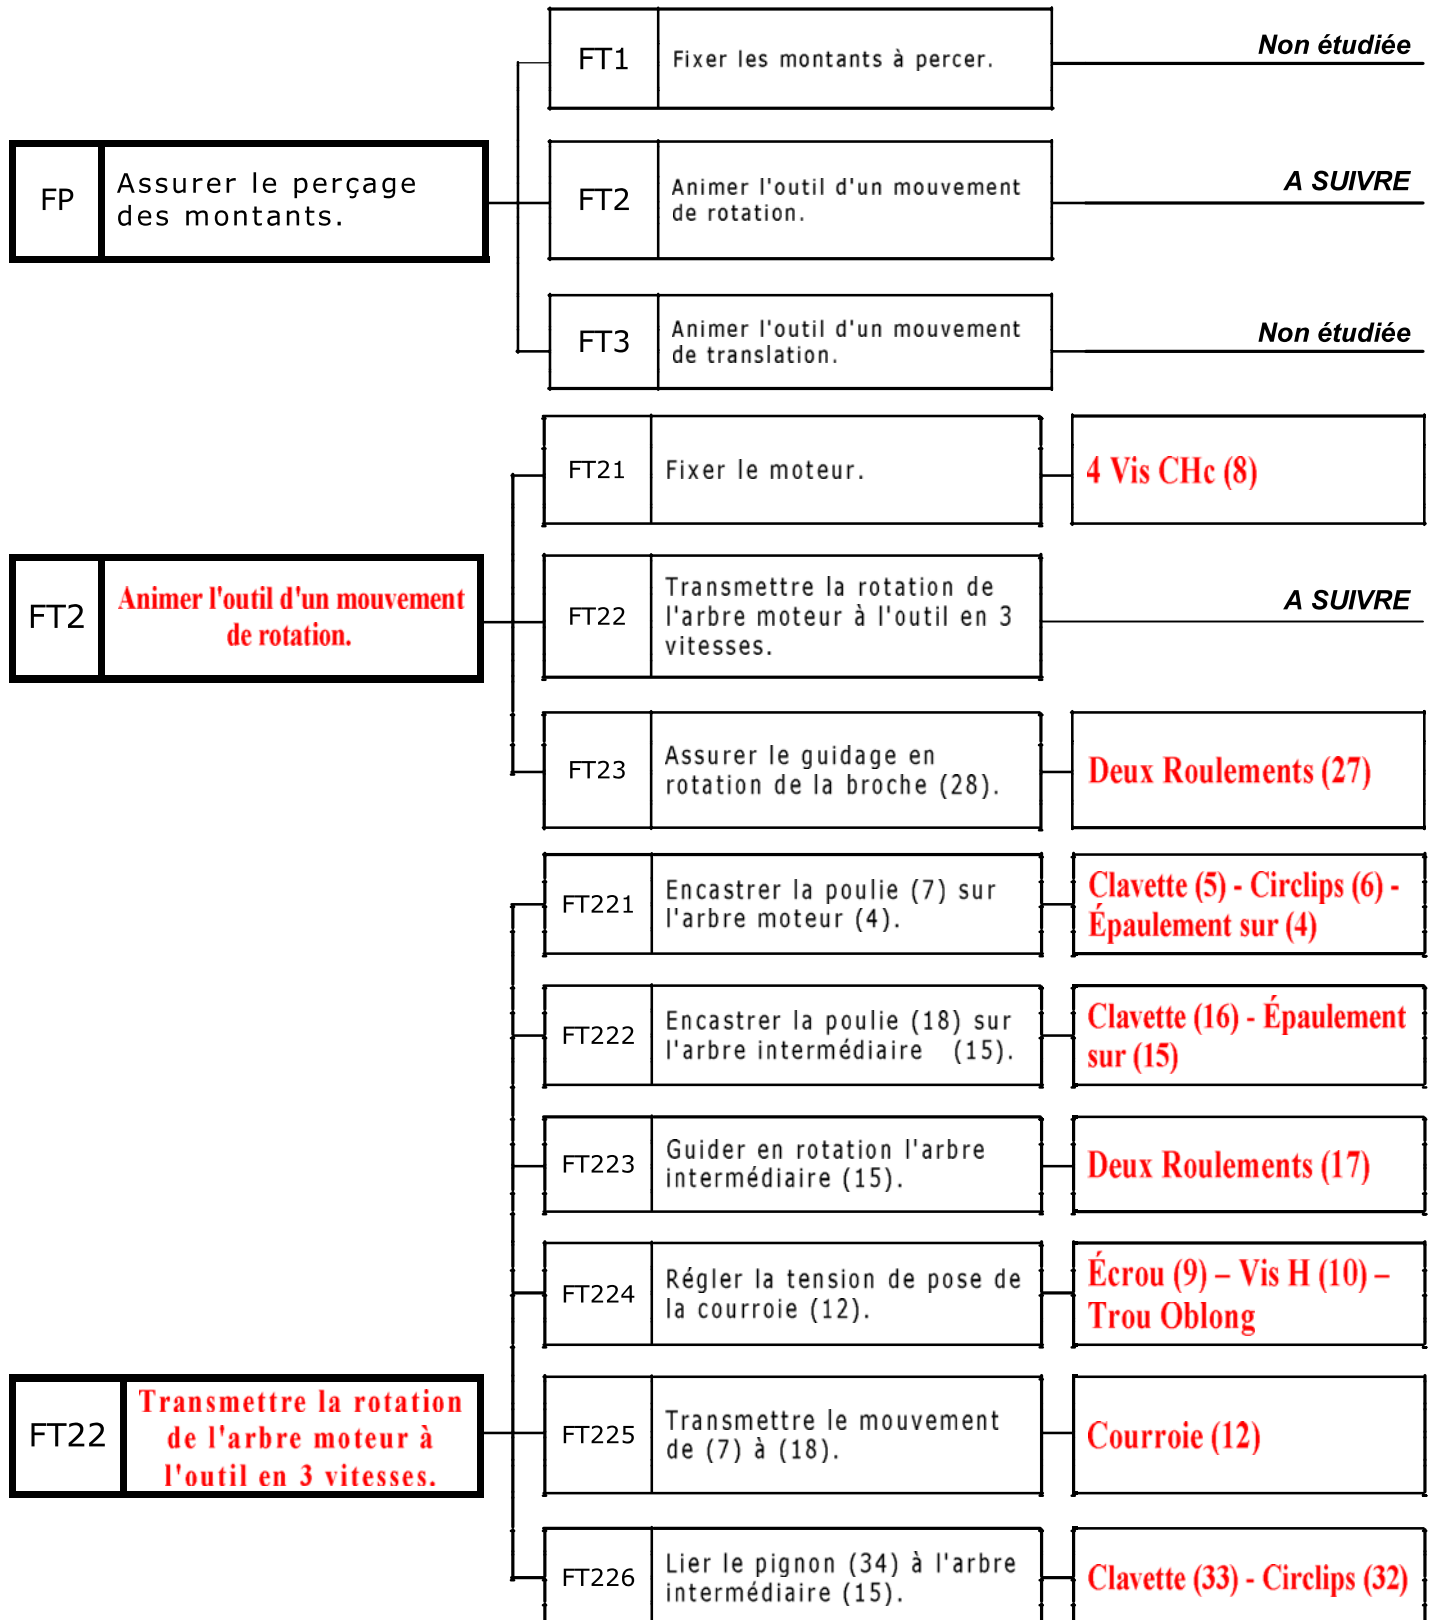 FT1
Fixer les montants à percer.
Non étudiée
FP
Assurer le perçage
des montants.
FT2
Animer l'outil d'un mouvement
de rotation.
A SUIVRE
FT3
Animer l'outil d'un mouvement
de translation.
Non étudiée
FT21
Fixer le moteur.
4 Vis CHc (8)
FT2
Animer l'outil d'un mouvement
de rotation.
FT22
Transmettre la rotation de
l'arbre moteur à l'outil en 3
vitesses.
A SUIVRE
FT23
Assurer le guidage en
rotation de la broche (28).
Deux Roulements (27)
FT221
Encastrer la poulie (7) sur
l'arbre moteur (4).
Clavette (5) - Circlips (6) -
Épaulement sur (4)
FT222
Encastrer la poulie (18) sur
l'arbre intermédiaire (15).
Clavette (16) - Épaulement
sur (15)
FT223
Guider en rotation l'arbre
intermédiaire (15).
Deux Roulements (17)
FT224
Régler la tension de pose de
la courroie (12).
Écrou (9) – Vis H (10) –
Trou Oblong
FT22
Transmettre la rotation
de l'arbre moteur à
l'outil en 3 vitesses.
FT225
Transmettre le mouvement
de (7) à (18).
Courroie (12)
FT226
Lier le pignon (34) à l'arbre
intermédiaire (15).
Clavette (33) - Circlips (32)